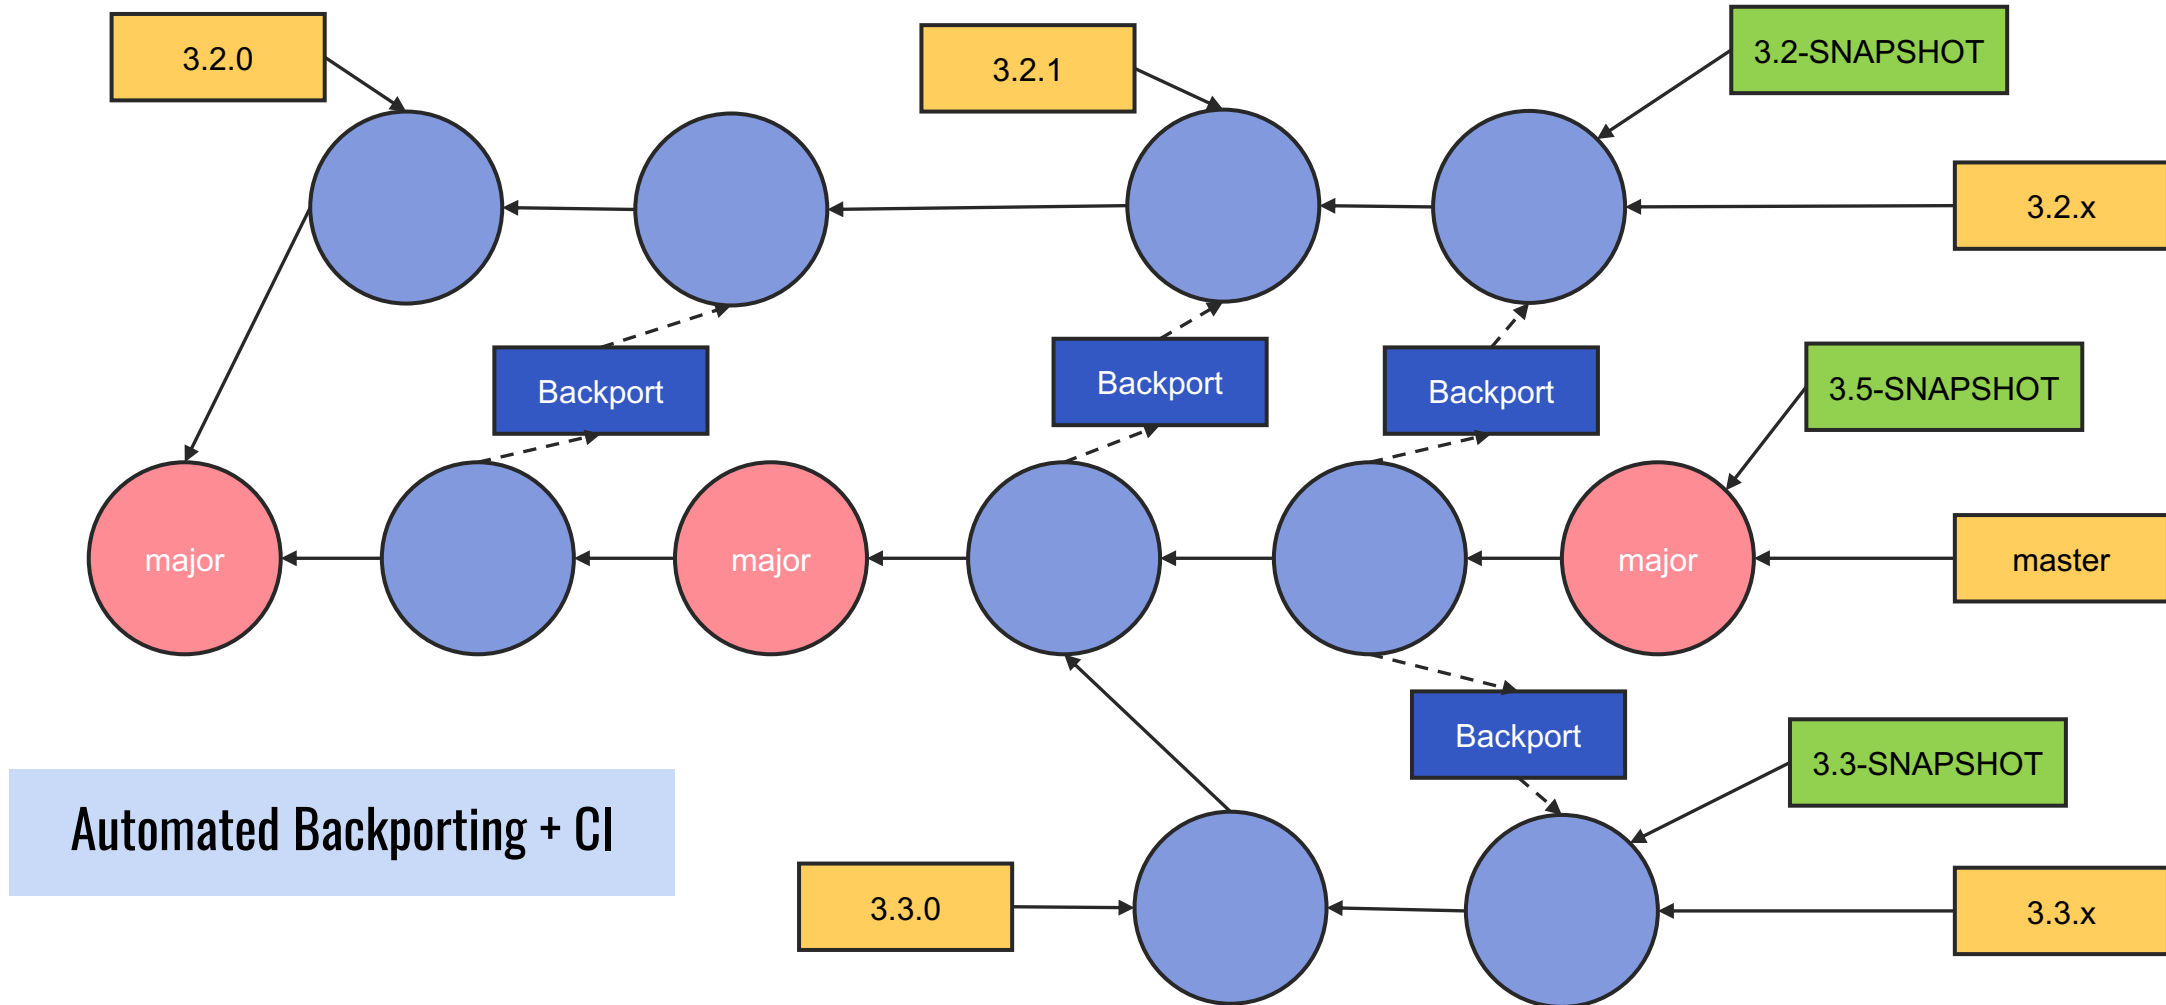 3.2.0
3.2.1
3.2-SNAPSHOT
3.2.x
Backport
Backport
Backport
3.5-SNAPSHOT
major
major
major
master
Backport
3.3-SNAPSHOT
Automated Backporting + CI
3.3.0
3.3.x